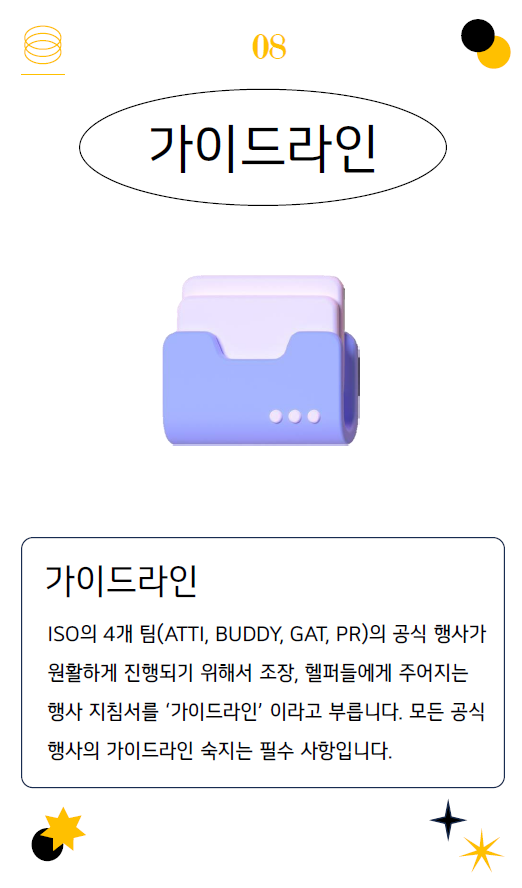 08
가이드라인
가이드라인
ISO의 4개 팀(ATTI, BUDDY, GAT, PR)의 공식 행사가
원활하게 진행되기 위해서 조장, 헬퍼들에게 주어지는
행사 지침서를 ‘가이드라인’ 이라고 부릅니다. 모든 공식
행사의 가이드라인 숙지는 필수 사항입니다.